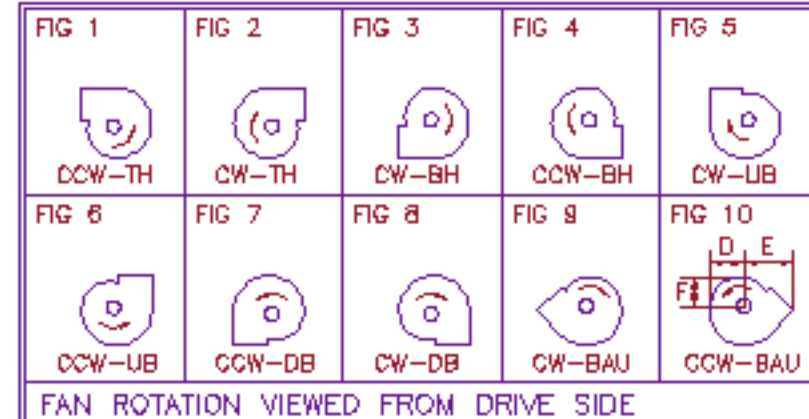 FIG 1
FIG 2
FIG 3
FIG 4
FIG 5
CCW-TH
CW-TH
CW-BH
CCW-BH
CW-UB
FIG 6
FIG 7
FIG 8
FIG 9
FIG 10
D E
F
CCW-UB
CCW-DB
CW-DB
CW-BAU
CCW-BAU
FAN ROTATION VIEWED FROM DRIVE SIDE